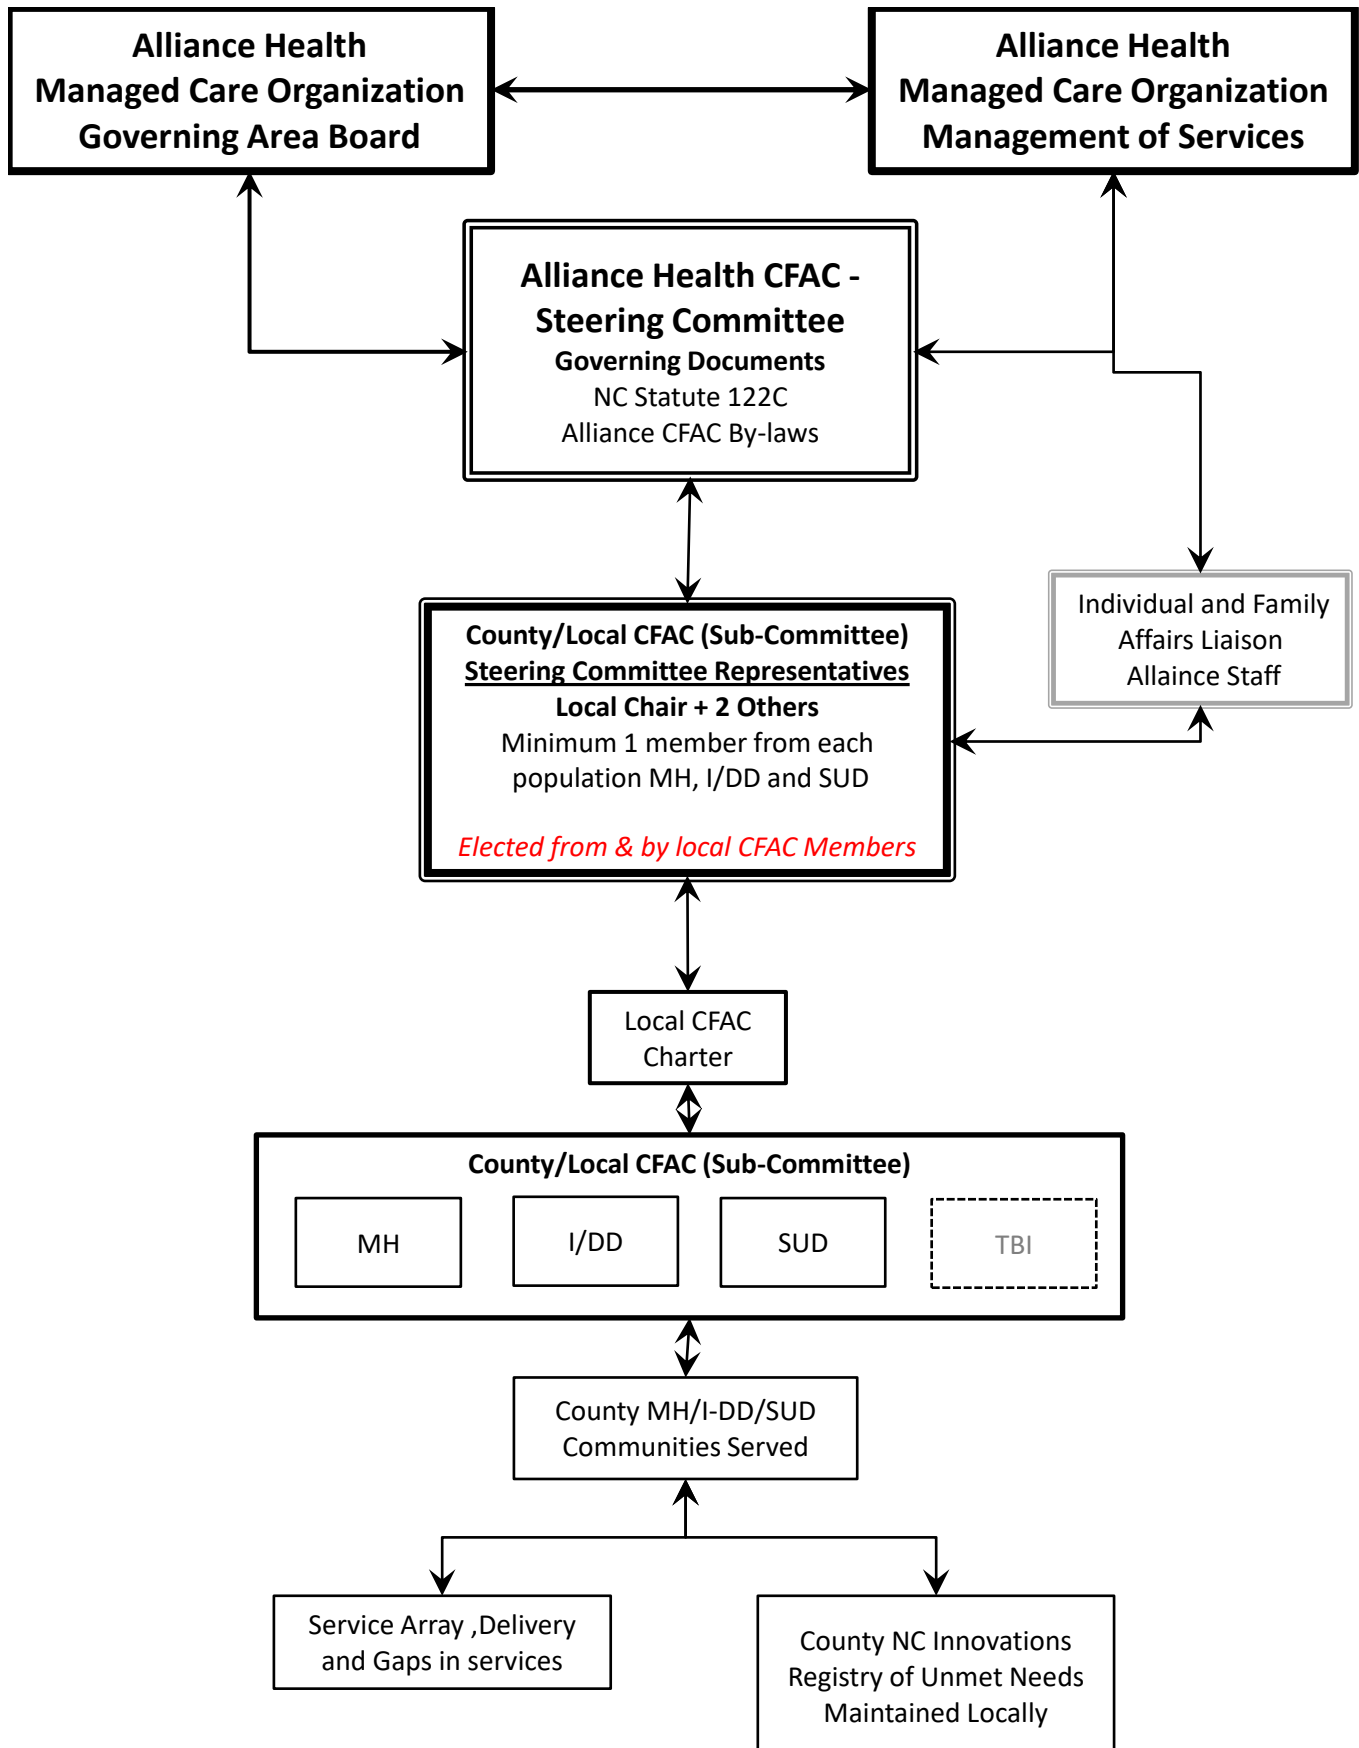 Alliance Health
Managed Care Organization
Governing Area Board
Alliance Health
Managed Care Organization
Management of Services
Alliance Health CFAC -
Steering Committee
Governing Documents
NC Statute 122C
Alliance CFAC By-laws
Individual and Family
Affairs Liaison
Allaince Staff
County/Local CFAC (Sub-Committee)
Steering Committee Representatives
Local Chair + 2 Others
Minimum 1 member from each
population MH, I/DD and SUD
Elected from & by local CFAC Members
Local CFAC
Charter
County/Local CFAC (Sub-Committee)
MH
I/DD
SUD
TBI
County MH/I-DD/SUD
Communities Served
Service Array ,Delivery
and Gaps in services
County NC Innovations
Registry of Unmet Needs
Maintained Locally